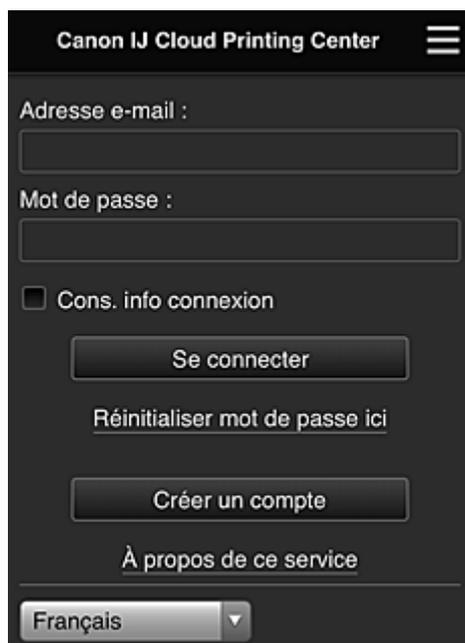 Canon IJ Cloud Printing Center
Adresse e-mail :
Mot de passe :
Cons. info connexion
Se connecter
Réinitialiser mot de passe ici
Créer un compte
À propos de ce service
Français